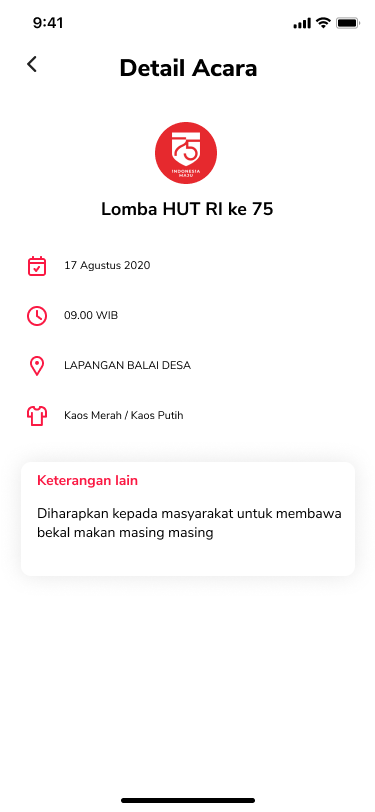 9:41
Detail Acara
75
INDONESIA
MAJU
Lomba HUT RI ke 75
17 Agustus 2020
09.00 WIB
LAPANGAN BALAI DESA
Kaos Merah / Kaos Putih
Keterangan lain
Diharapkan kepada masyarakat untuk membawa
bekal makan masing masing